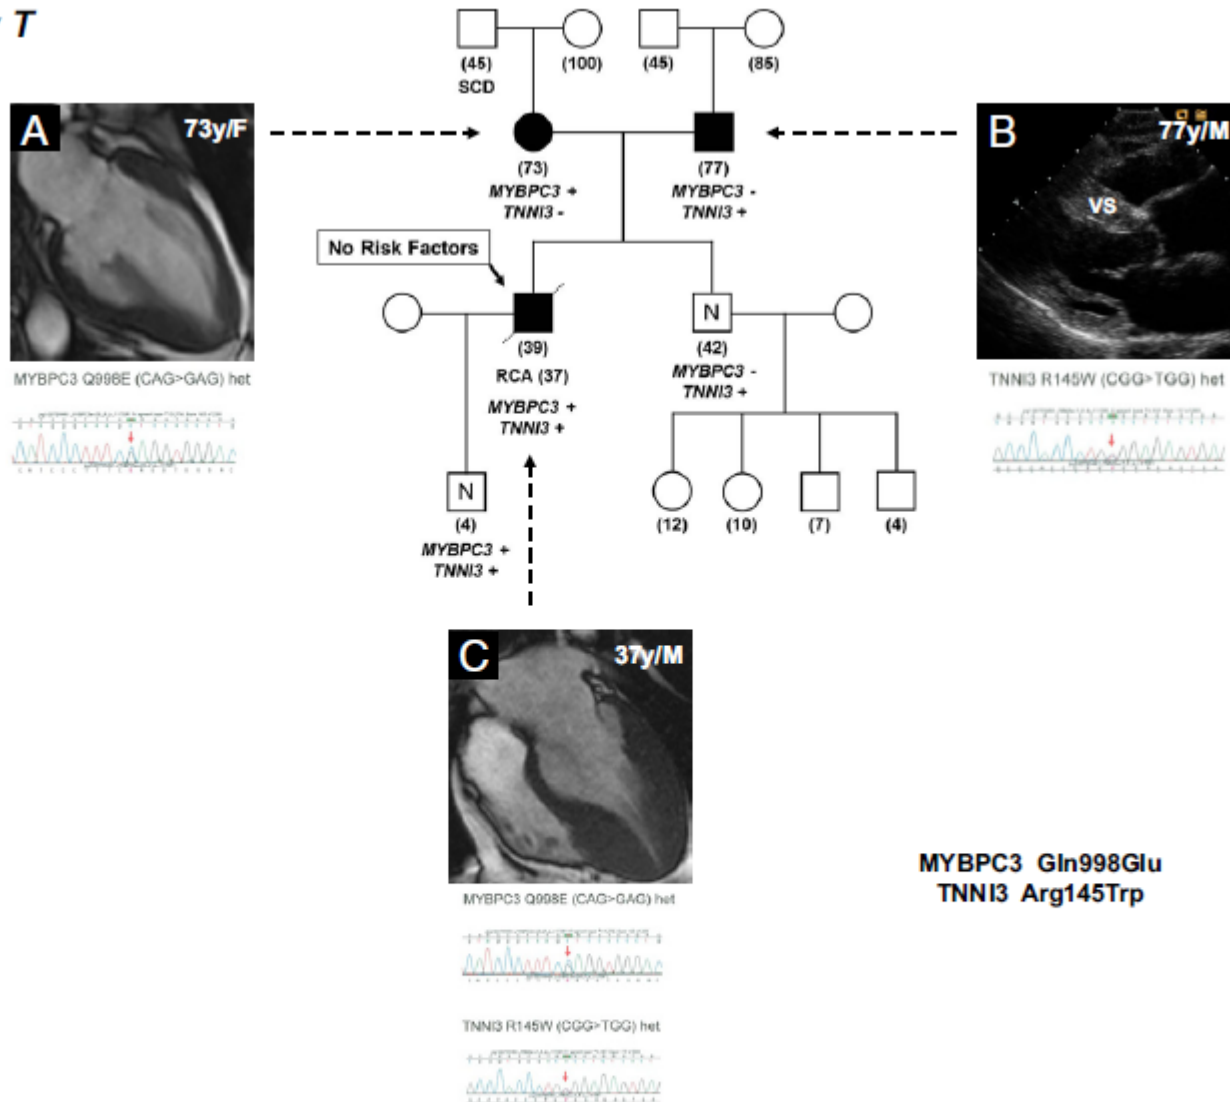 T
(45)
SCD
(100)
(45)
(85)
A
73y/F
B
77y/M
VS
(73)
MYBPC3 +
TNNI3 -
(77)
MYBPC3 -
TNNI3 +
No Risk Factors
MYBPC3 Q998E (CAG>GAG) het
TNNI3 R145W (CGG>TGG) het
N
(39)
RCA (37)
MYBPC3 +
TNNI3 +
(42)
MYBPC3 -
TNNI3 +
N
(4)
MYBPC3 +
TNNI3 +
(12)
(10)
(7)
(4)
C
37y/M
MYBPC3 Gln998Glu
TNNI3 Arg145Trp
MYBPC3 Q998E (CAG>GAG) het
TNNI3 R145W (CGG>TGG) het